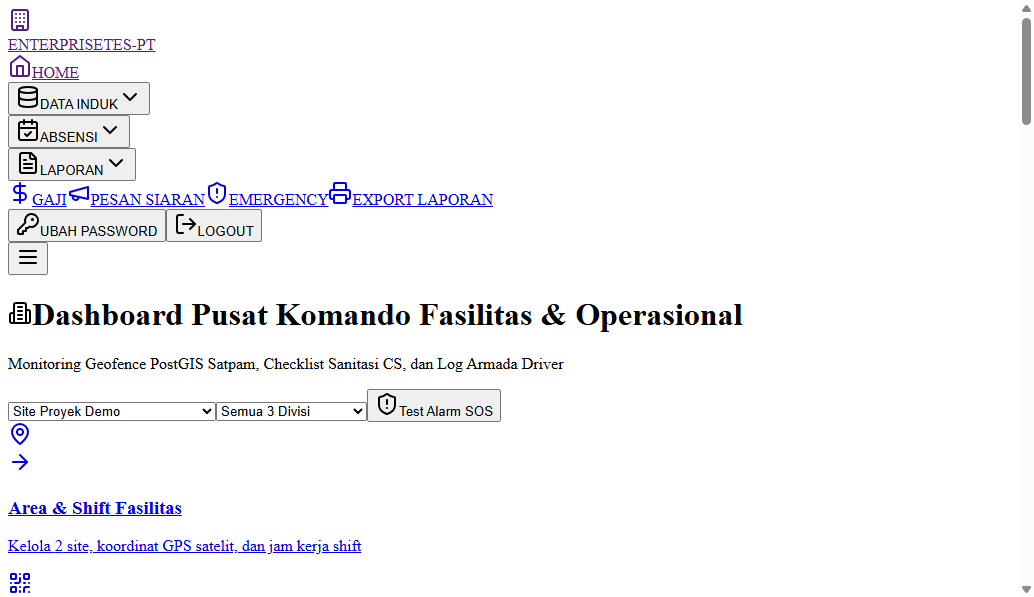 ENTERPRISETES-PT
HOME
DATA INDUK
ABSENSI
LAPORAN
GAJI PESAN SIARAN EMERGENCY EXPORT LAPORAN
UBAH PASSWORD LOGOUT
Dashboard Pusat Komando Fasilitas & Operasional
Monitoring Geofence PostGIS Satpam, Checklist Sanitasi CS, dan Log Armada Driver
Site Proyek Demo Semua 3 Divisi Test Alarm SOS
Area & Shift Fasilitas
Kelola 2 site, koordinat GPS satelit, dan jam kerja shift